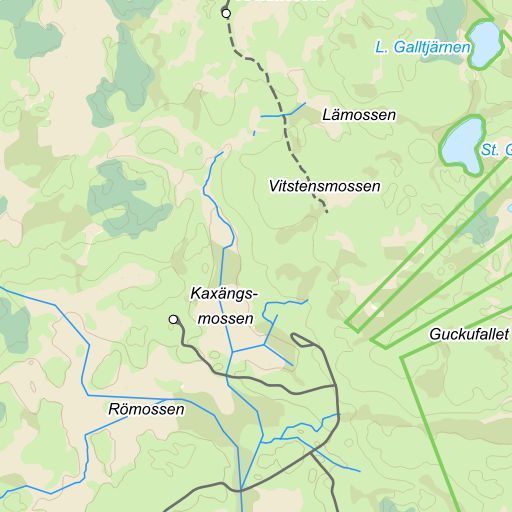 L. Galltjärnen
Lämossen
St. G
Vitstensmossen
Kaxängs-
mossen
Guckufallet
Römossen